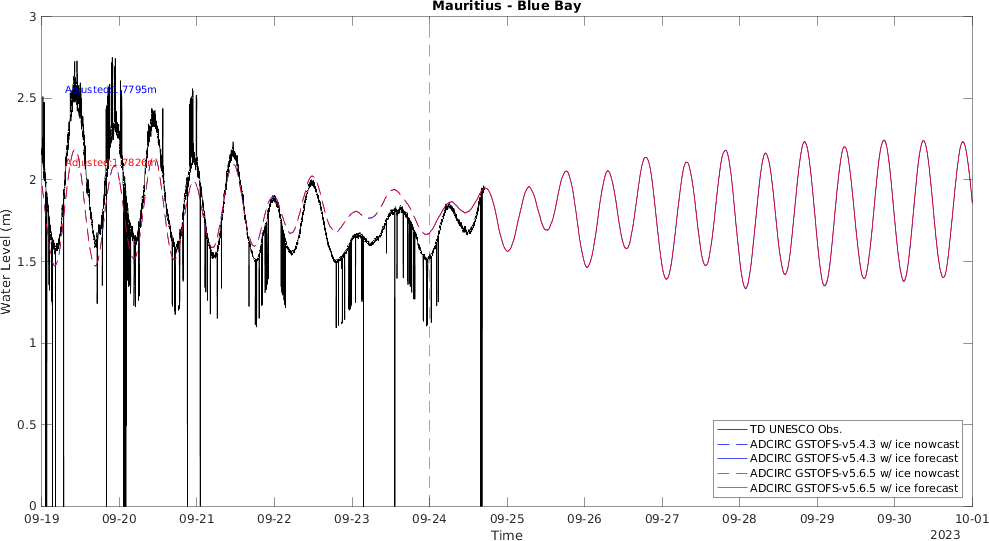 Mauritius - Blue Bay
Water Level (m)
3
2.5
2
1.5
1
0.5
0
Adjusted:1.7795m
Adjusted:1.7826m
TD UNESCO Obs.
ADCIRC GSTOFS-v5.4.3 w/ ice nowcast
ADCIRC GSTOFS-v5.4.3 w/ ice forecast
ADCIRC GSTOFS-v5.6.5 w/ ice nowcast
ADCIRC GSTOFS-v5.6.5 w/ ice forecast
09-19 09-20 09-21 09-22 09-23 09-24 09-25 09-26 09-27 09-28 09-29 09-30 10-01
Time
2023